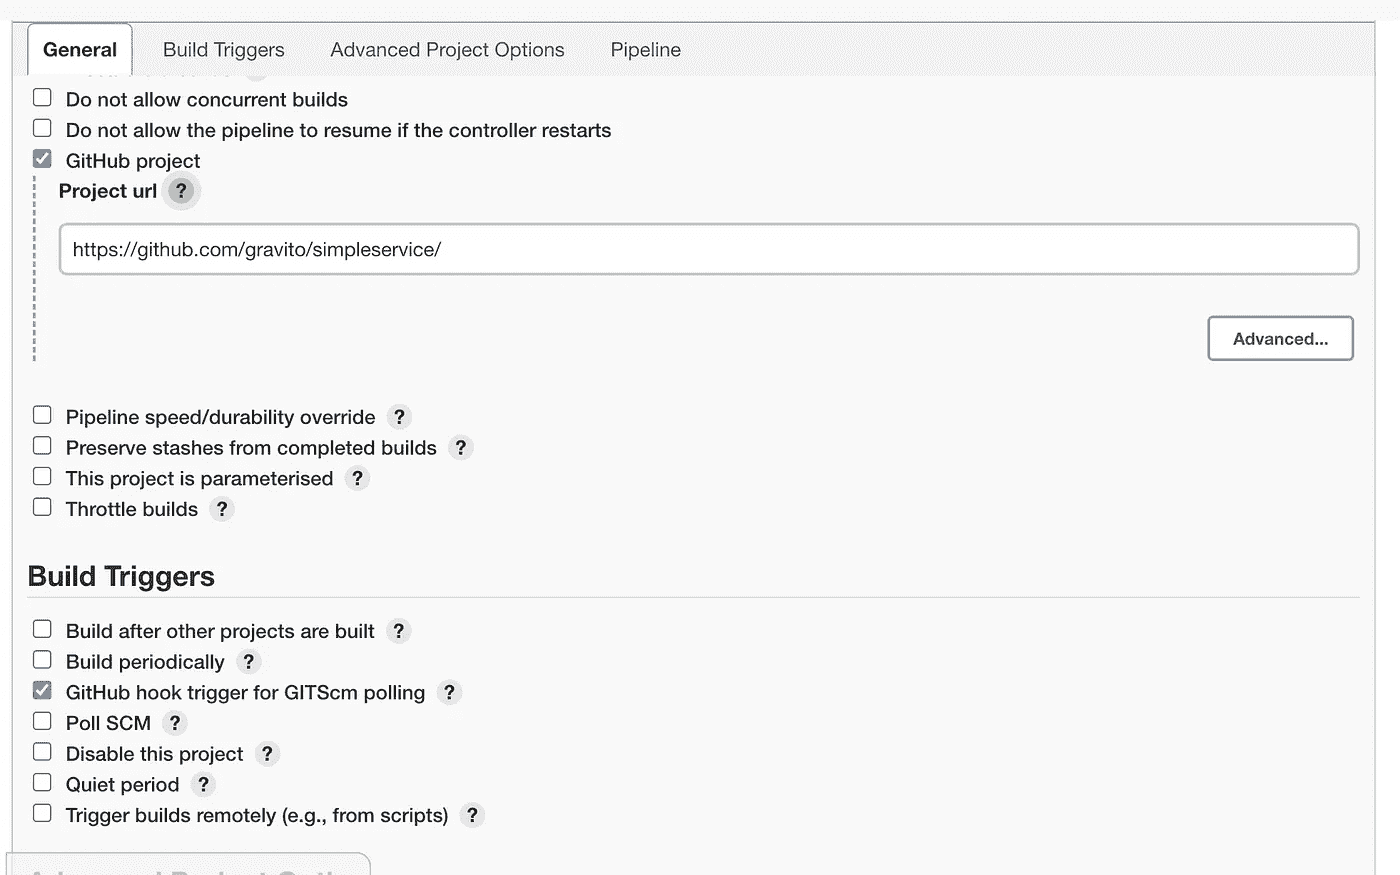 General Build Triggers Advanced Project Options Pipeline
Do not allow concurrent builds
Do not allow the pipeline to resume if the controller restarts
GitHub project
Project url ?
https://github.com/gravito/simpleservice/
Advanced...
Pipeline speed/durability override ?
Preserve stashes from completed builds ?
This project is parameterised ?
Throttle builds ?
Build Triggers
Build after other projects are built ?
Build periodically ?
GitHub hook trigger for GITScm polling ?
Poll SCM ?
Disable this project ?
Quiet period ?
Trigger builds remotely (e.g., from scripts) ?